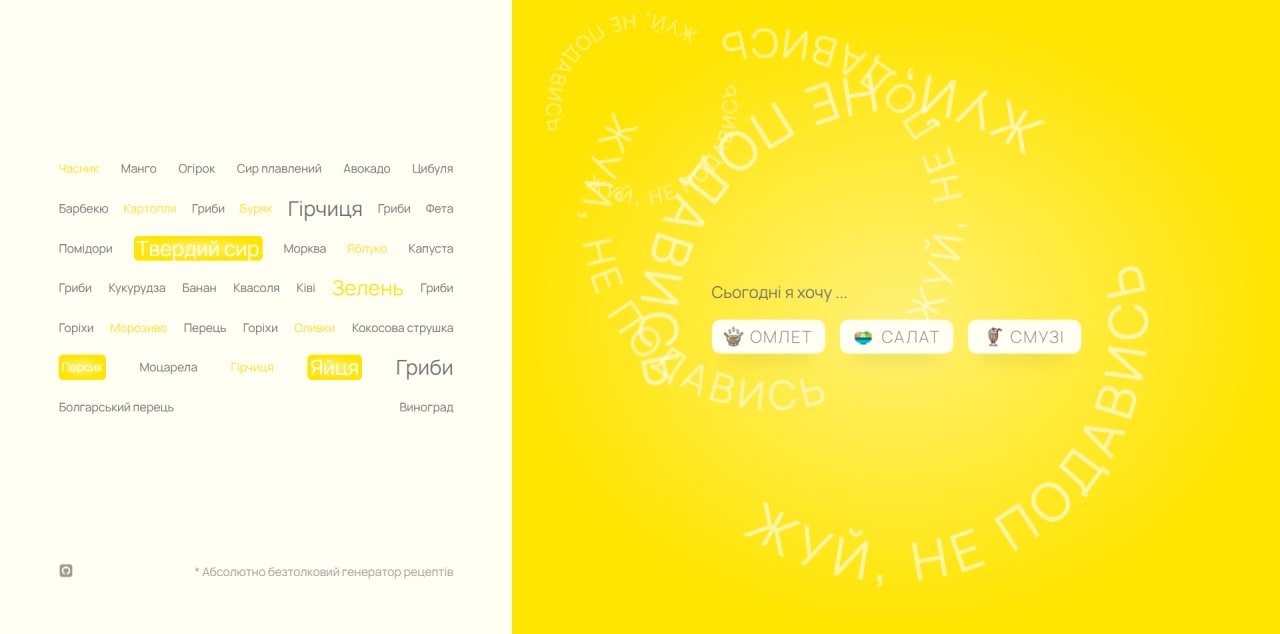 Часник Манго Огірок Сир плавлений Авокадо Цибуля
Барбекю Картопля Гриби Буряк Гірчиця Гриби Фета
Помідори Твердий сир Морква Яблуко Капуста
Гриби Кукурудза Банан Квасоля Ківі Зелень Гриби
Горіхи Морозиво Перець Горіхи Оливки Кокосова струшка
Персик Моцарела Гірчиця Яйця Гриби
Болгарський перець Виноград
* Абсолютно безтолковий генератор рецептів
ЖУЙ, НЕ ПОДАВИСЬ
ЖУЙ, НЕ ПОДАВИСЬ
ЖУЙ, НЕ ПОДАВИСЬ
ЖУЙ, НЕ ПОДАВИСЬ
ЖУЙ, НЕ ПОДАВИСЬ
Сьогодні я хочу ...
ОМЛЕТ САЛАТ СМУЗІ
ЖУЙ, НЕ ПОДАВИСЬ